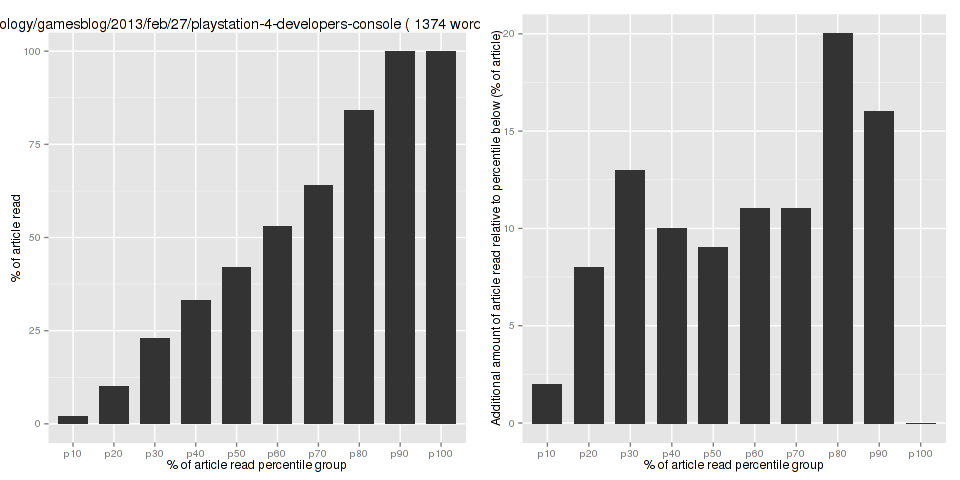 ology/gamesblog/2013/feb/27/playstation-4-developers-console ( 1374 word
% of article read
100
75
50
25
0
p10 p20 p30 p40 p50 p60 p70 p80 p90 p100
% of article read percentile group
Additional amount of article read relative to percentile below (% of article)
20
15
10
5
0
p10 p20 p30 p40 p50 p60 p70 p80 p90 p100
% of article read percentile group